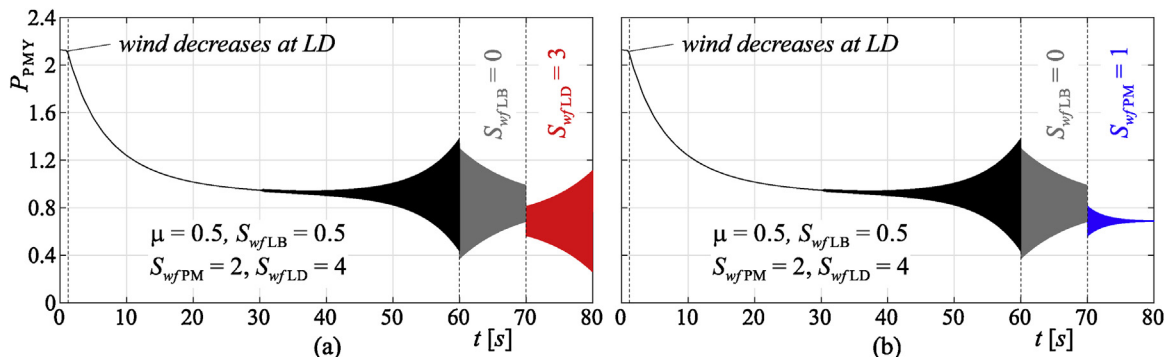 2.4
2
1.6
1.2
0.8
0.4
0
P_PMY
wind decreases at LD
S_wfLB = 0
S_wfLD = 3
μ = 0.5, S_wfLB = 0.5
S_wfPM = 2, S_wfLD = 4
0 10 20 30 40 50 60 70 80
t [s]
(a)
wind decreases at LD
S_wfLB = 0
S_wfPM = 1
μ = 0.5, S_wfLB = 0.5
S_wfPM = 2, S_wfLD = 4
0 10 20 30 40 50 60 70 80
t [s]
(b)